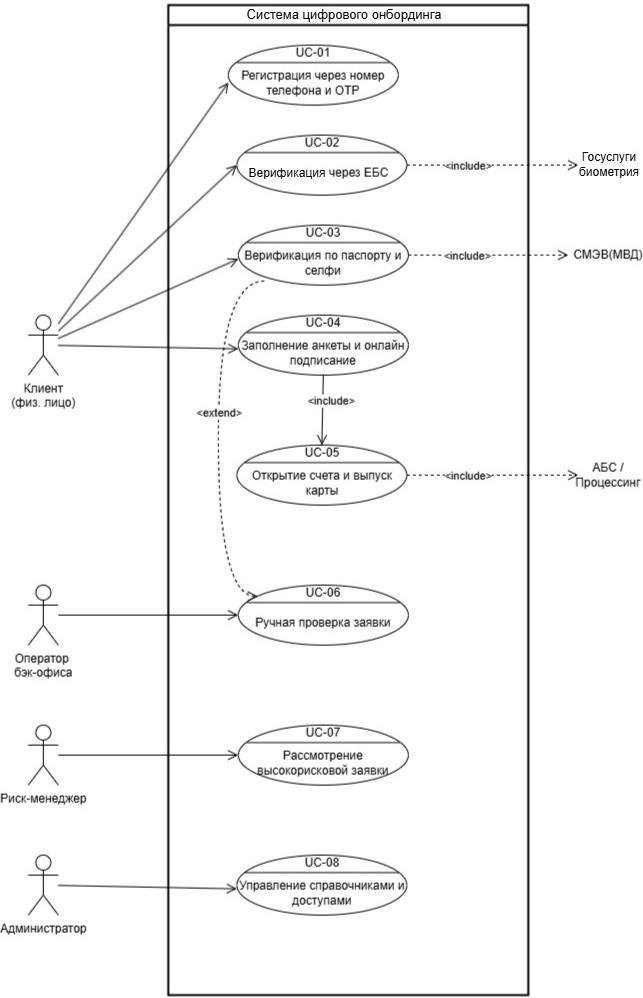 Система цифрового онбординга
UC-01
Регистрация через номер
телефона и OTP
UC-02
Верификация через ЕБС
<include>
Госуслуги
биометрия
UC-03
Верификация по паспорту и
селфи
<include>
СМЭВ(МВД)
UC-04
Заполнение анкеты и онлайн
подписание
Клиент
(физ. лицо)
<include>
<extend>
UC-05
Открытие счета и выпуск
карты
<include>
АБС /
Процессинг
UC-06
Ручная проверка заявки
Оператор
бэк-офиса
UC-07
Рассмотрение
высокорисковой заявки
Риск-менеджер
UC-08
Управление справочниками и
доступами
Администратор